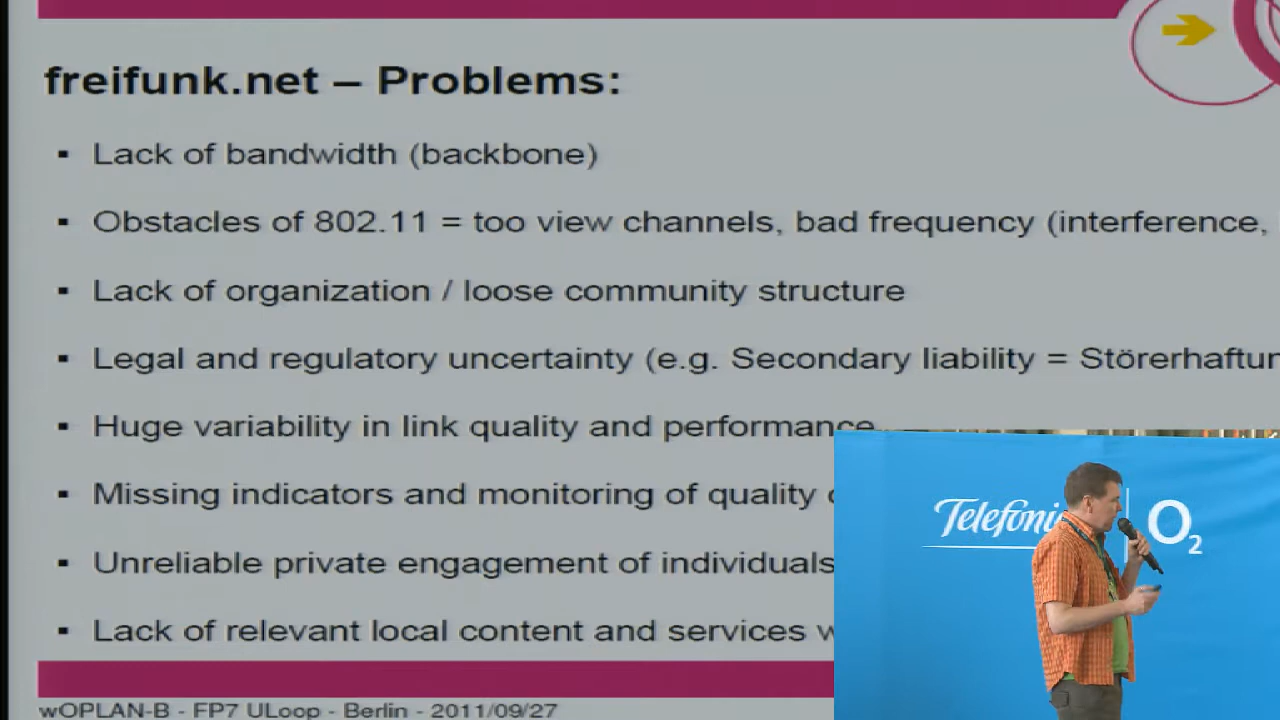 freifunk.net – Problems:
▪ Lack of bandwidth (backbone)
▪ Obstacles of 802.11 = too view channels, bad frequency (interference,
▪ Lack of organization / loose community structure
▪ Legal and regulatory uncertainty (e.g. Secondary liability = Störerhaftun
▪ Huge variability in link quality and performance
▪ Missing indicators and monitoring of quality
▪ Unreliable private engagement of individuals
▪ Lack of relevant local content and services
Telefóni
O2
wOPLAN-B - FP7 ULoop - Berlin - 2011/09/27